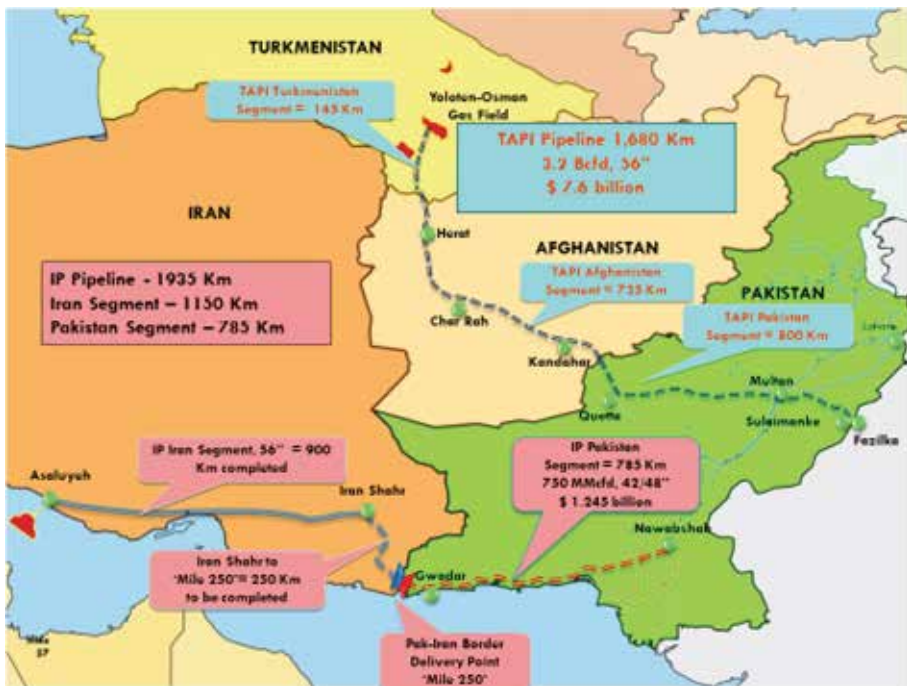 TURKMENISTAN
TAPI Turkmenistan
Segment = 145 Km
Yolotan-Osman
Gas Field
TAPI Pipeline 1,680 Km
3.2 Bcfd, 56"
$ 7.6 billion
IRAN
Herat
AFGHANISTAN
IP Pipeline - 1935 Km
Iran Segment – 1150 Km
Pakistan Segment – 785 Km
TAPI Afghanistan
Segment = 735 Km
PAKISTAN
Char Rah
TAPI Pakistan
Segment = 800 Km
Lahore
Kandahar
Multan
Quetta
Sulaimanke
Fazilka
IP Iran Segment, 56" = 900
Km completed
IP Pakistan
Segment = 785 Km
750 MMcfd, 42/48"
$ 1.245 billion
Asaluyeh
Iran Shahr
Nawabshah
Iran Shahr to
"Mile 250"= 250 Km
to be completed
Gwadar
Pak-Iran Border
Delivery Point
"Mile 250"